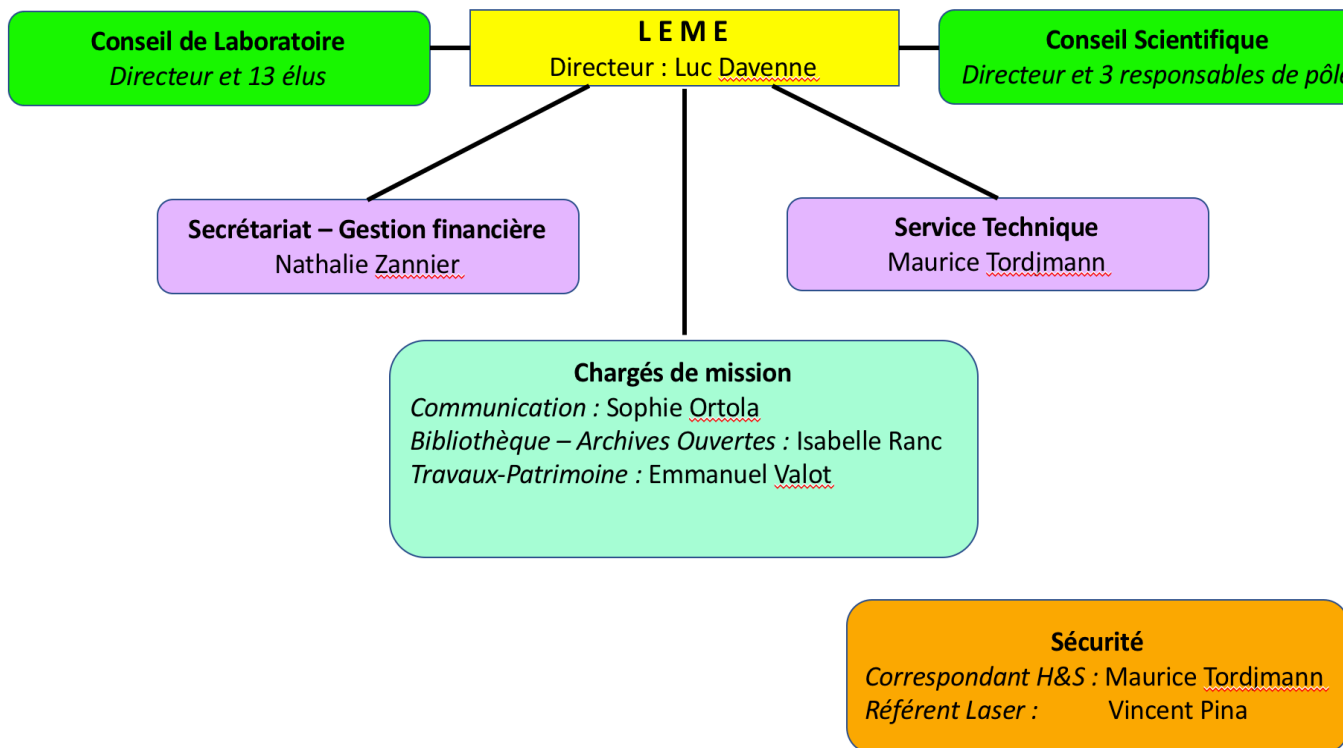 Conseil de Laboratoire
Directeur et 13 élus
L E M E
Directeur : Luc Davenne
Conseil Scientifique
Directeur et 3 responsables de pôle
Secrétariat – Gestion financière
Nathalie Zannier
Service Technique
Maurice Tordjmann
Chargés de mission
Communication : Sophie Ortola
Bibliothèque – Archives Ouvertes : Isabelle Ranc
Travaux-Patrimoine : Emmanuel Valot
Sécurité
Correspondant H&S : Maurice Tordjmann
Référent Laser : Vincent Pina